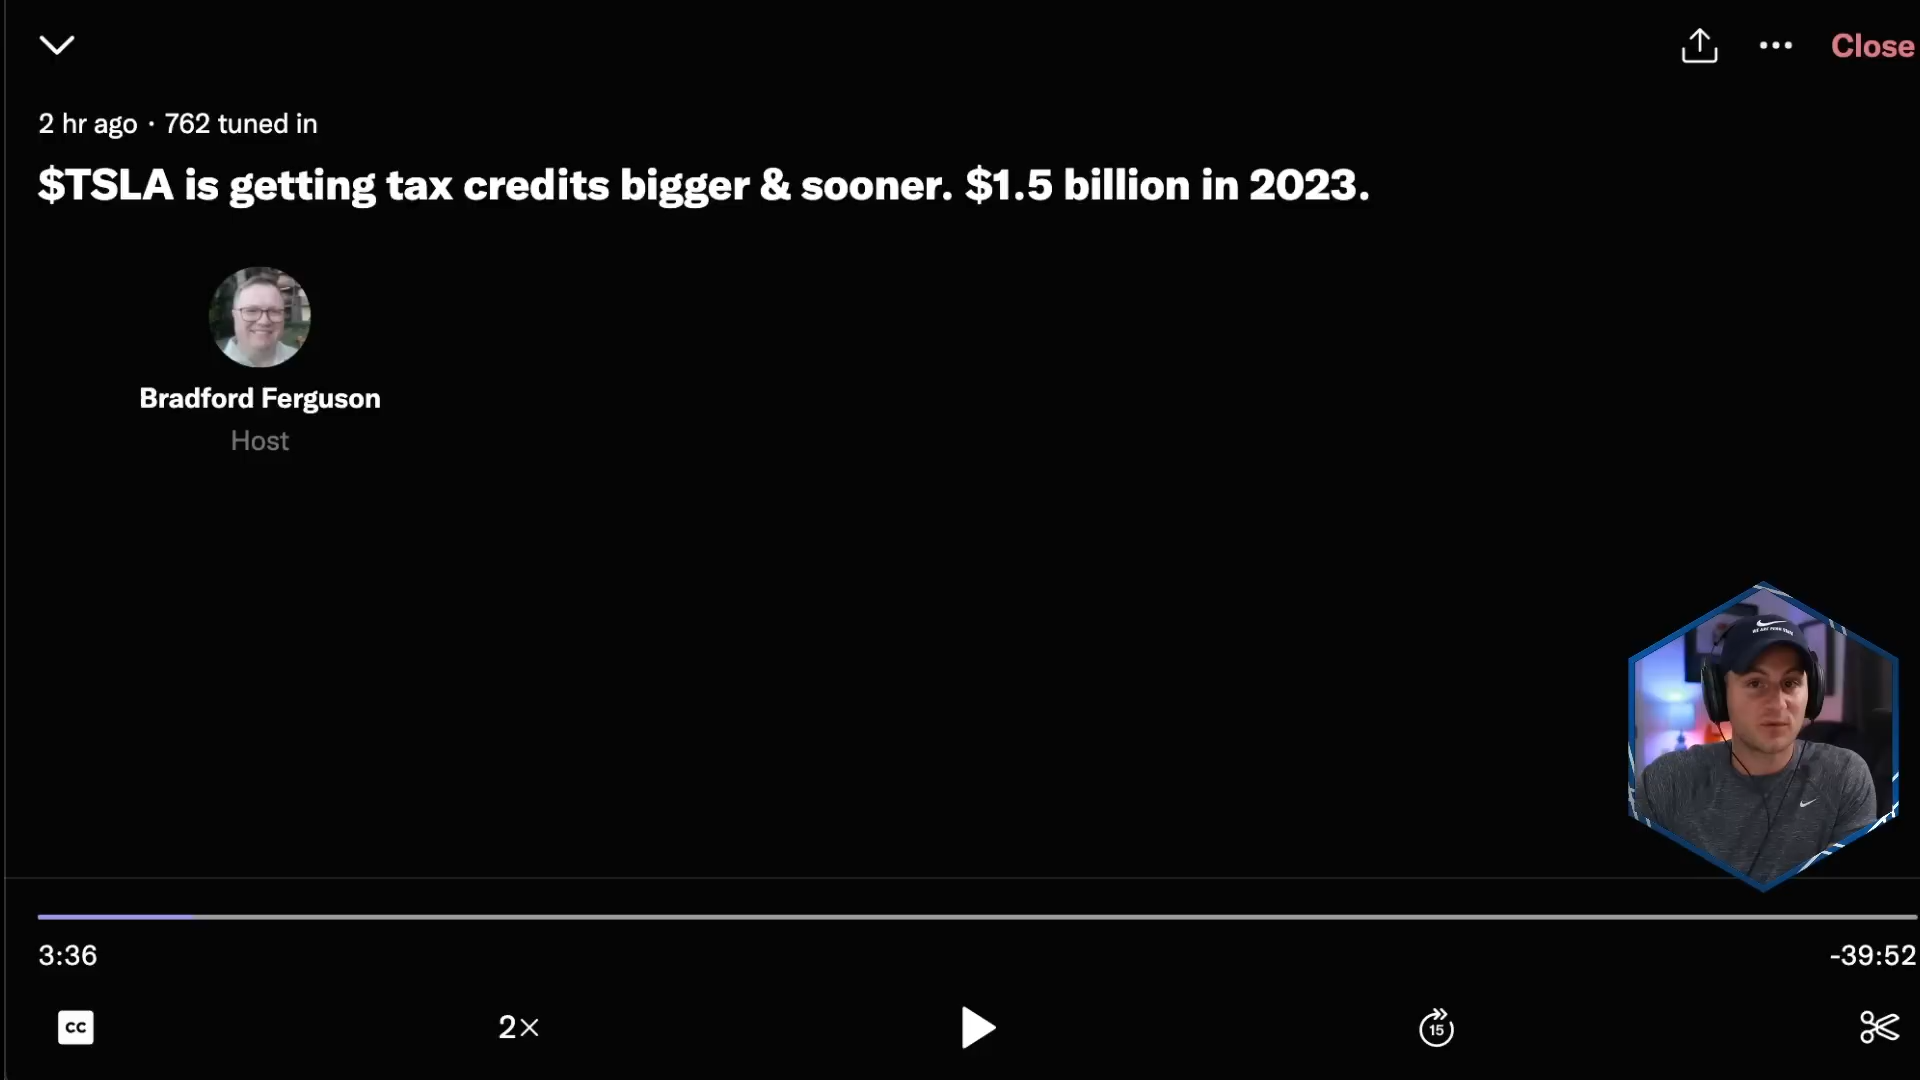 Close
2 hr ago · 762 tuned in
$TSLA is getting tax credits bigger & sooner. $1.5 billion in 2023.
Bradford Ferguson
Host
3:36
-39:52
CC
2×
15